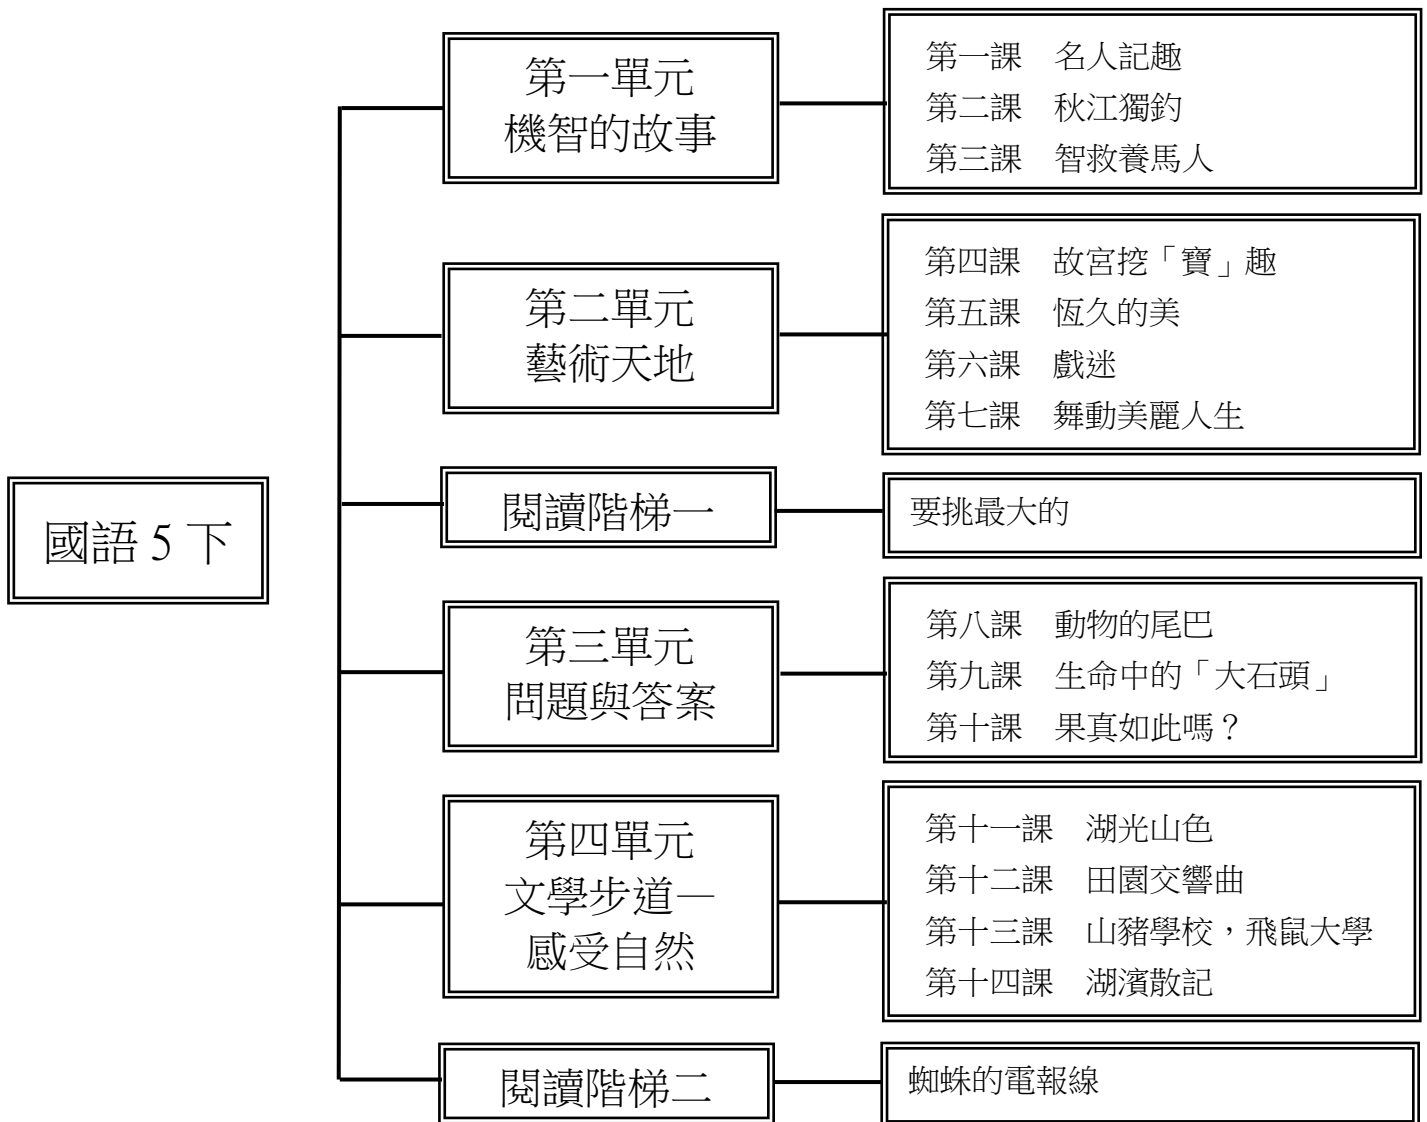 國語 5 下
第一單元
機智的故事
第一課　名人記趣
第二課　秋江獨釣
第三課　智救養馬人
第二單元
藝術天地
第四課　故宮挖「寶」趣
第五課　恆久的美
第六課　戲迷
第七課　舞動美麗人生
閱讀階梯一
要挑最大的
第三單元
問題與答案
第八課　動物的尾巴
第九課　生命中的「大石頭」
第十課　果真如此嗎？
第四單元
文學步道—
感受自然
第十一課　湖光山色
第十二課　田園交響曲
第十三課　山豬學校，飛鼠大學
第十四課　湖濱散記
閱讀階梯二
蜘蛛的電報線